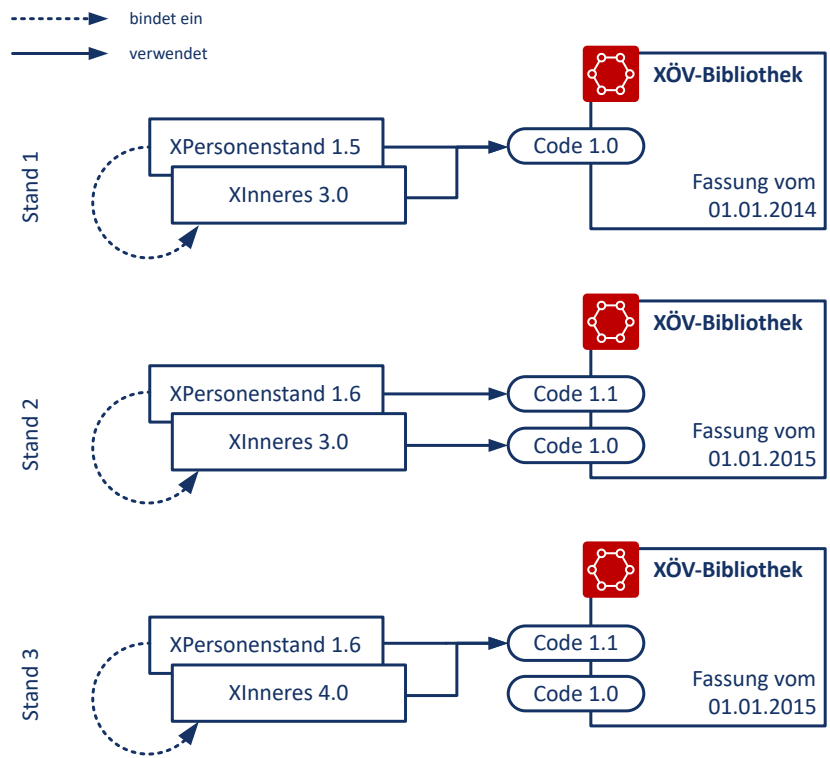 bindet ein
verwendet
Stand 1
XPersonenstand 1.5
XInneres 3.0
Code 1.0
XÖV-Bibliothek
Fassung vom
01.01.2014
Stand 2
XPersonenstand 1.6
XInneres 3.0
Code 1.1
Code 1.0
XÖV-Bibliothek
Fassung vom
01.01.2015
Stand 3
XPersonenstand 1.6
XInneres 4.0
Code 1.1
Code 1.0
XÖV-Bibliothek
Fassung vom
01.01.2015